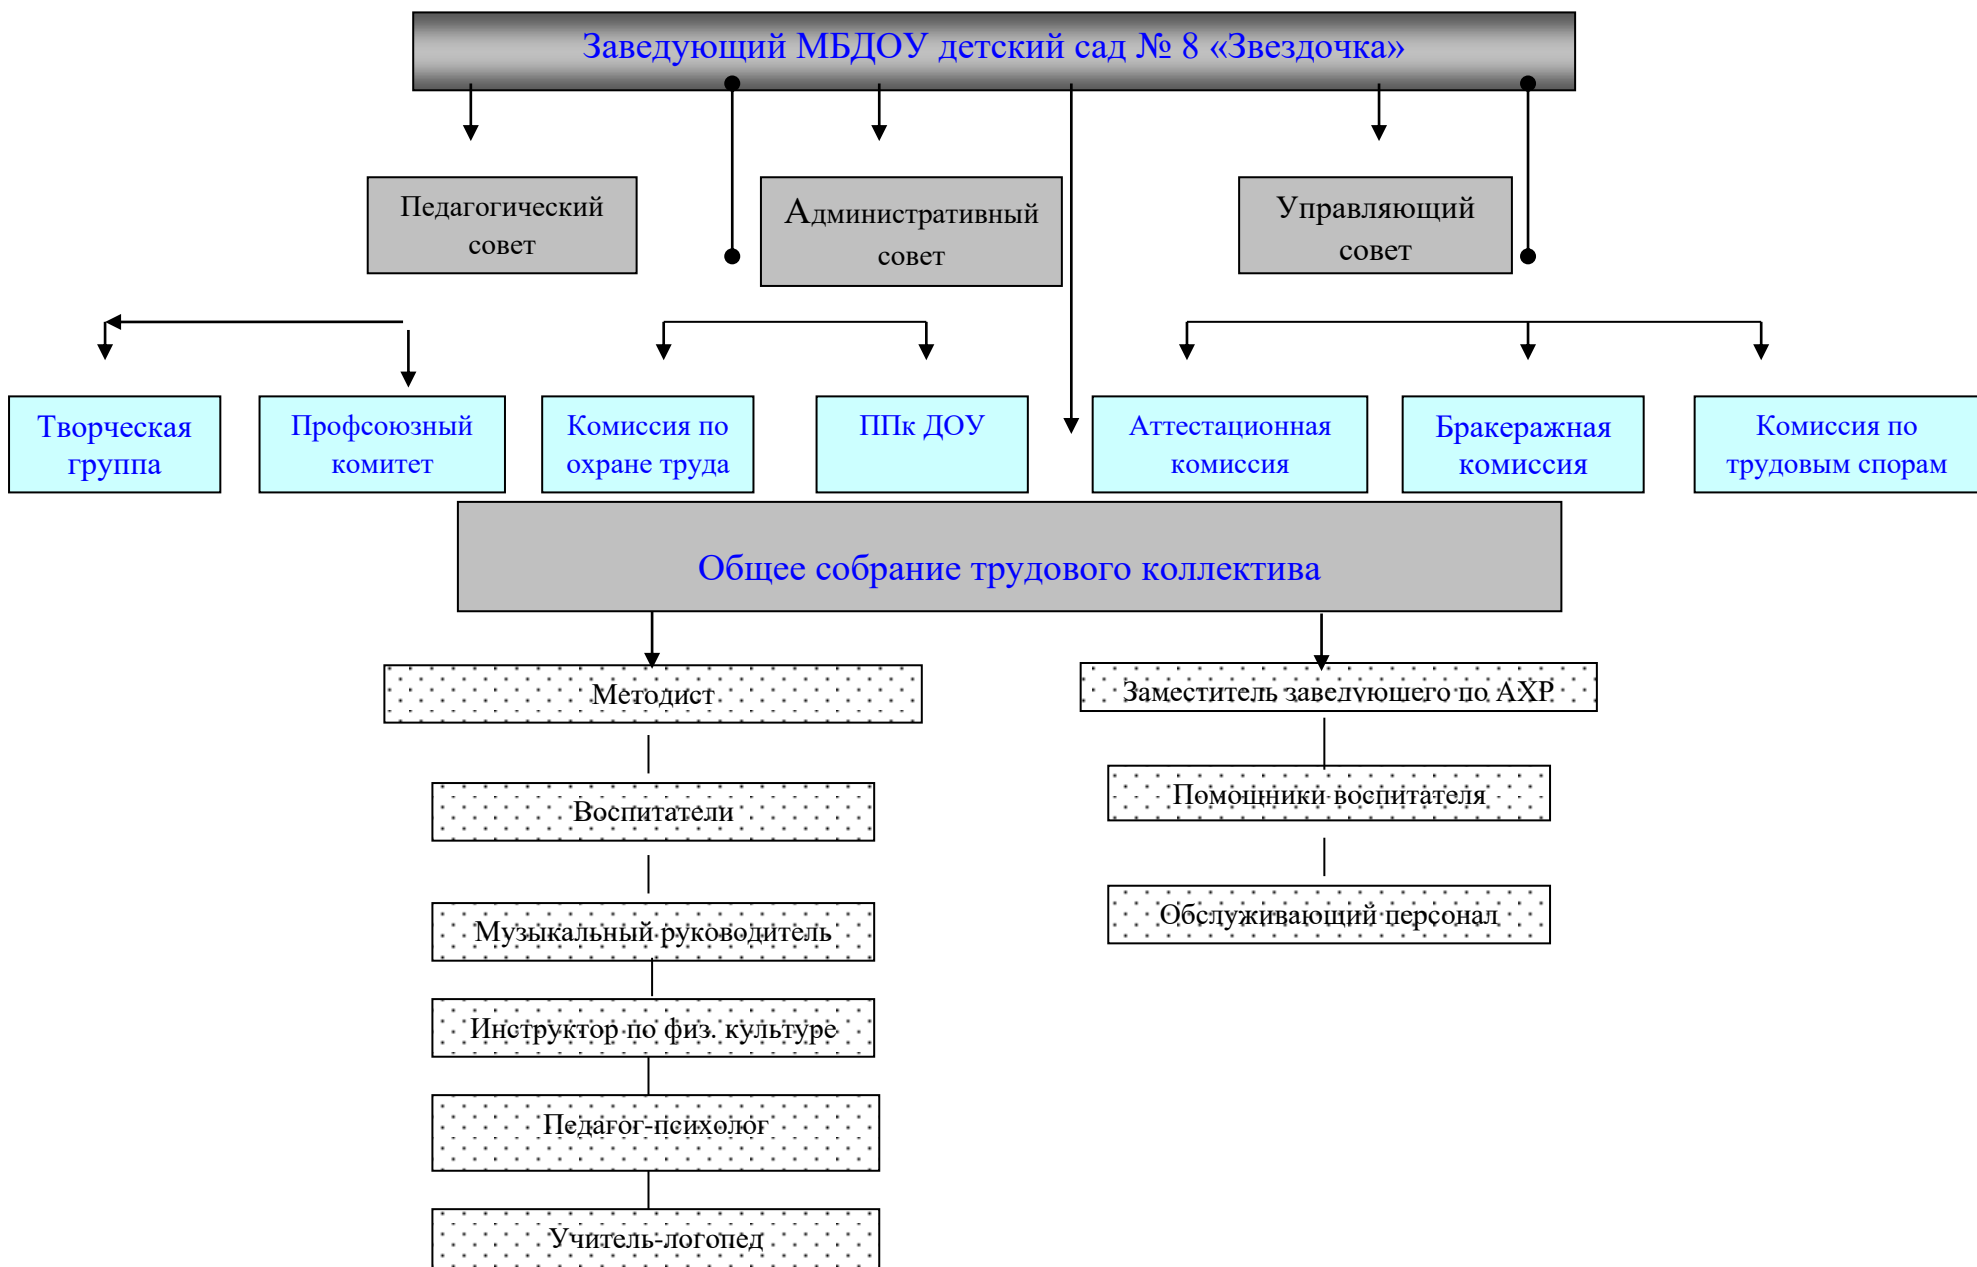 Заведующий МБДОУ детский сад № 8 «Звездочка»
Педагогический
совет
Административный
совет
Управляющий
совет
Творческая
группа
Профсоюзный
комитет
Комиссия по
охране труда
ППк ДОУ
Аттестационная
комиссия
Бракеражная
комиссия
Комиссия по
трудовым спорам
Общее собрание трудового коллектива
Методист
Заместитель заведующего по АХР
Воспитатели
Помощники воспитателя
Музыкальный руководитель
Обслуживающий персонал
Инструктор по физ. культуре
Педагог-психолог
Учитель-логопед